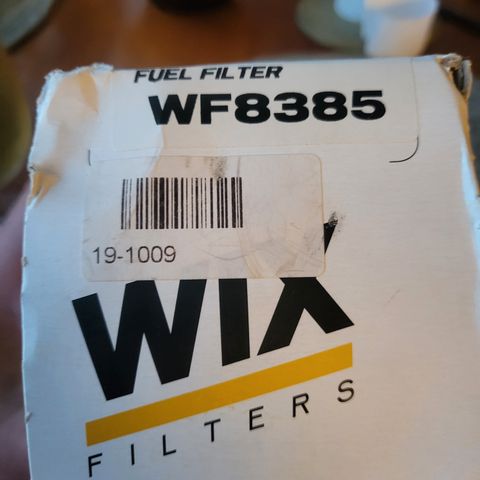 FUEL FILTER
WF8385
19-1009
WIX
FILTERS